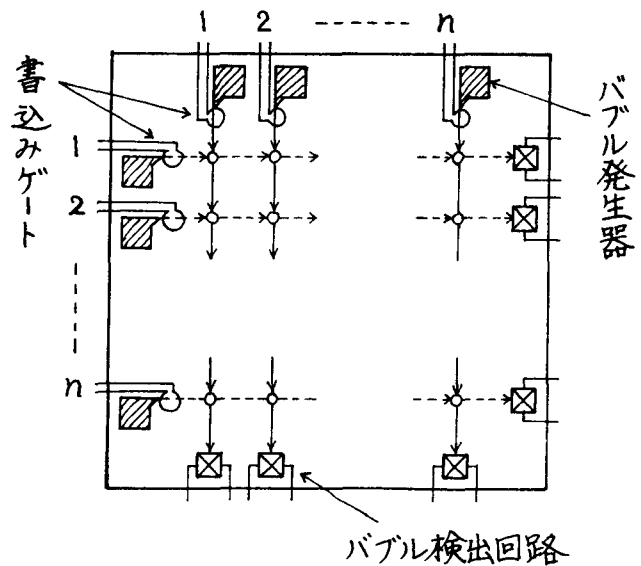 1 2 ------ n
書込みゲート
バブル発生器
1
2
n
バブル検出回路